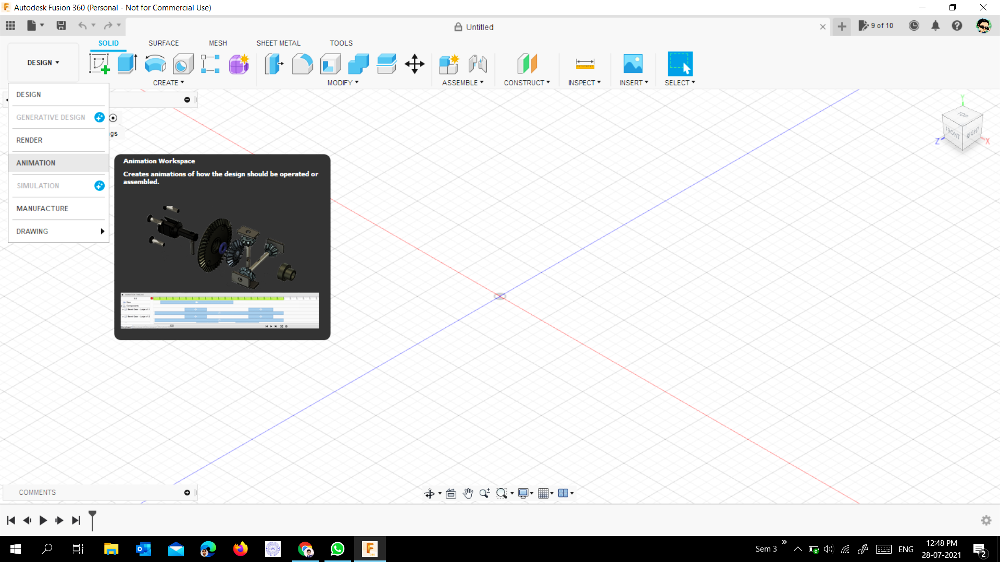 Autodesk Fusion 360 (Personal - Not for Commercial Use)
Untitled
9 of 10
SOLID SURFACE MESH SHEET METAL TOOLS
DESIGN
CREATE MODIFY ASSEMBLE CONSTRUCT INSPECT INSERT SELECT
DESIGN
GENERATIVE DESIGN
gs
RENDER
ANIMATION
SIMULATION
MANUFACTURE
DRAWING
Animation Workspace
Creates animations of how the design should be operated or
assembled.
Y
TOP
FRONT
RIGHT
Z
X
COMMENTS
Sem 3
ENG
12:48 PM
28-07-2021
2